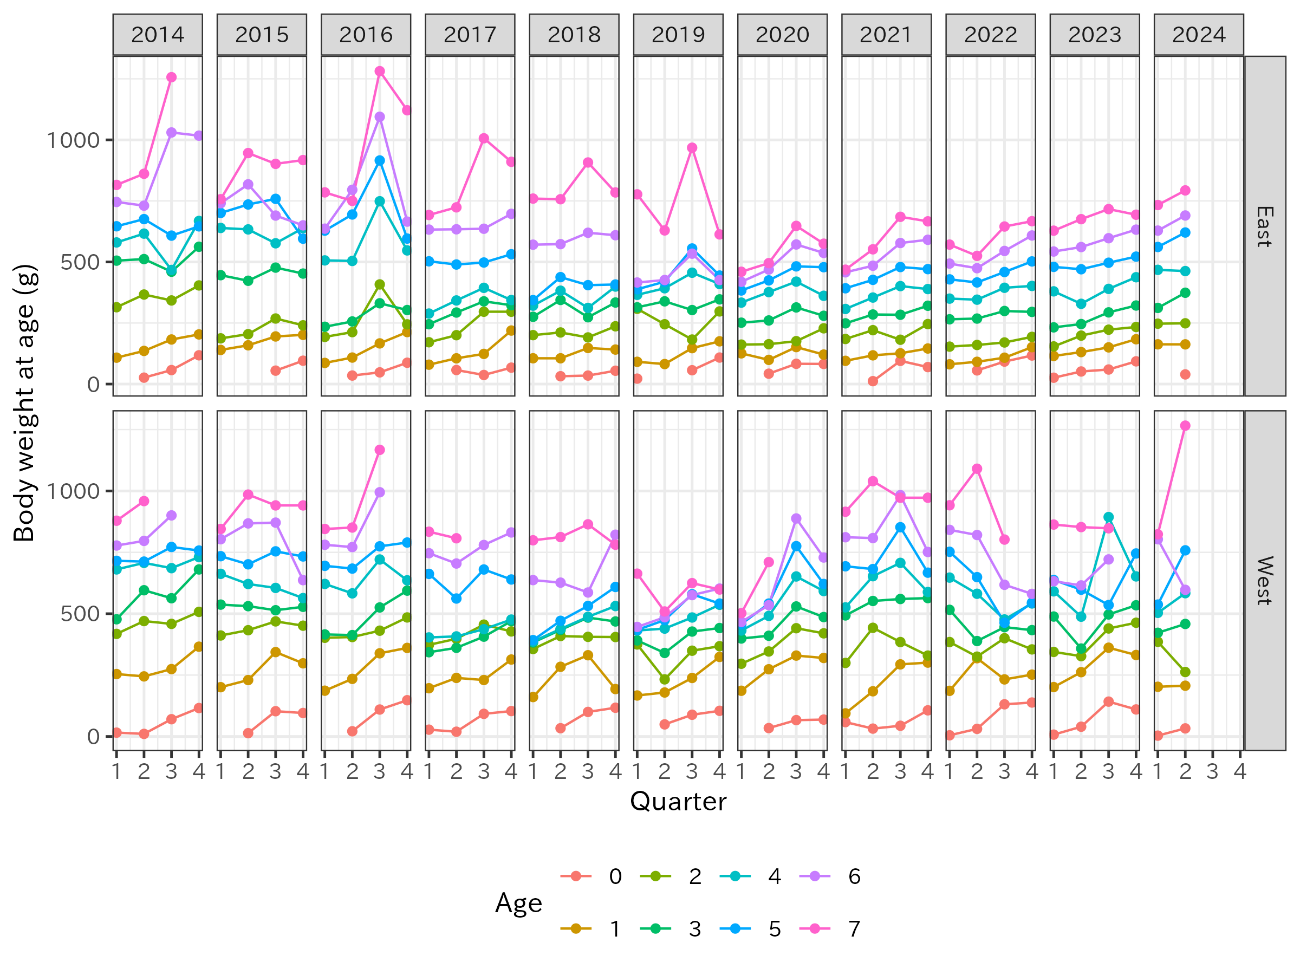 2014 2015 2016 2017 2018 2019 2020 2021 2022 2023 2024
1000
500
0
East
1000
500
0
West
Body weight at age (g)
1 2 3 4 1 2 3 4 1 2 3 4 1 2 3 4 1 2 3 4 1 2 3 4 1 2 3 4 1 2 3 4 1 2 3 4 1 2 3 4 1 2 3 4
Quarter
Age
0 2 4 6
1 3 5 7